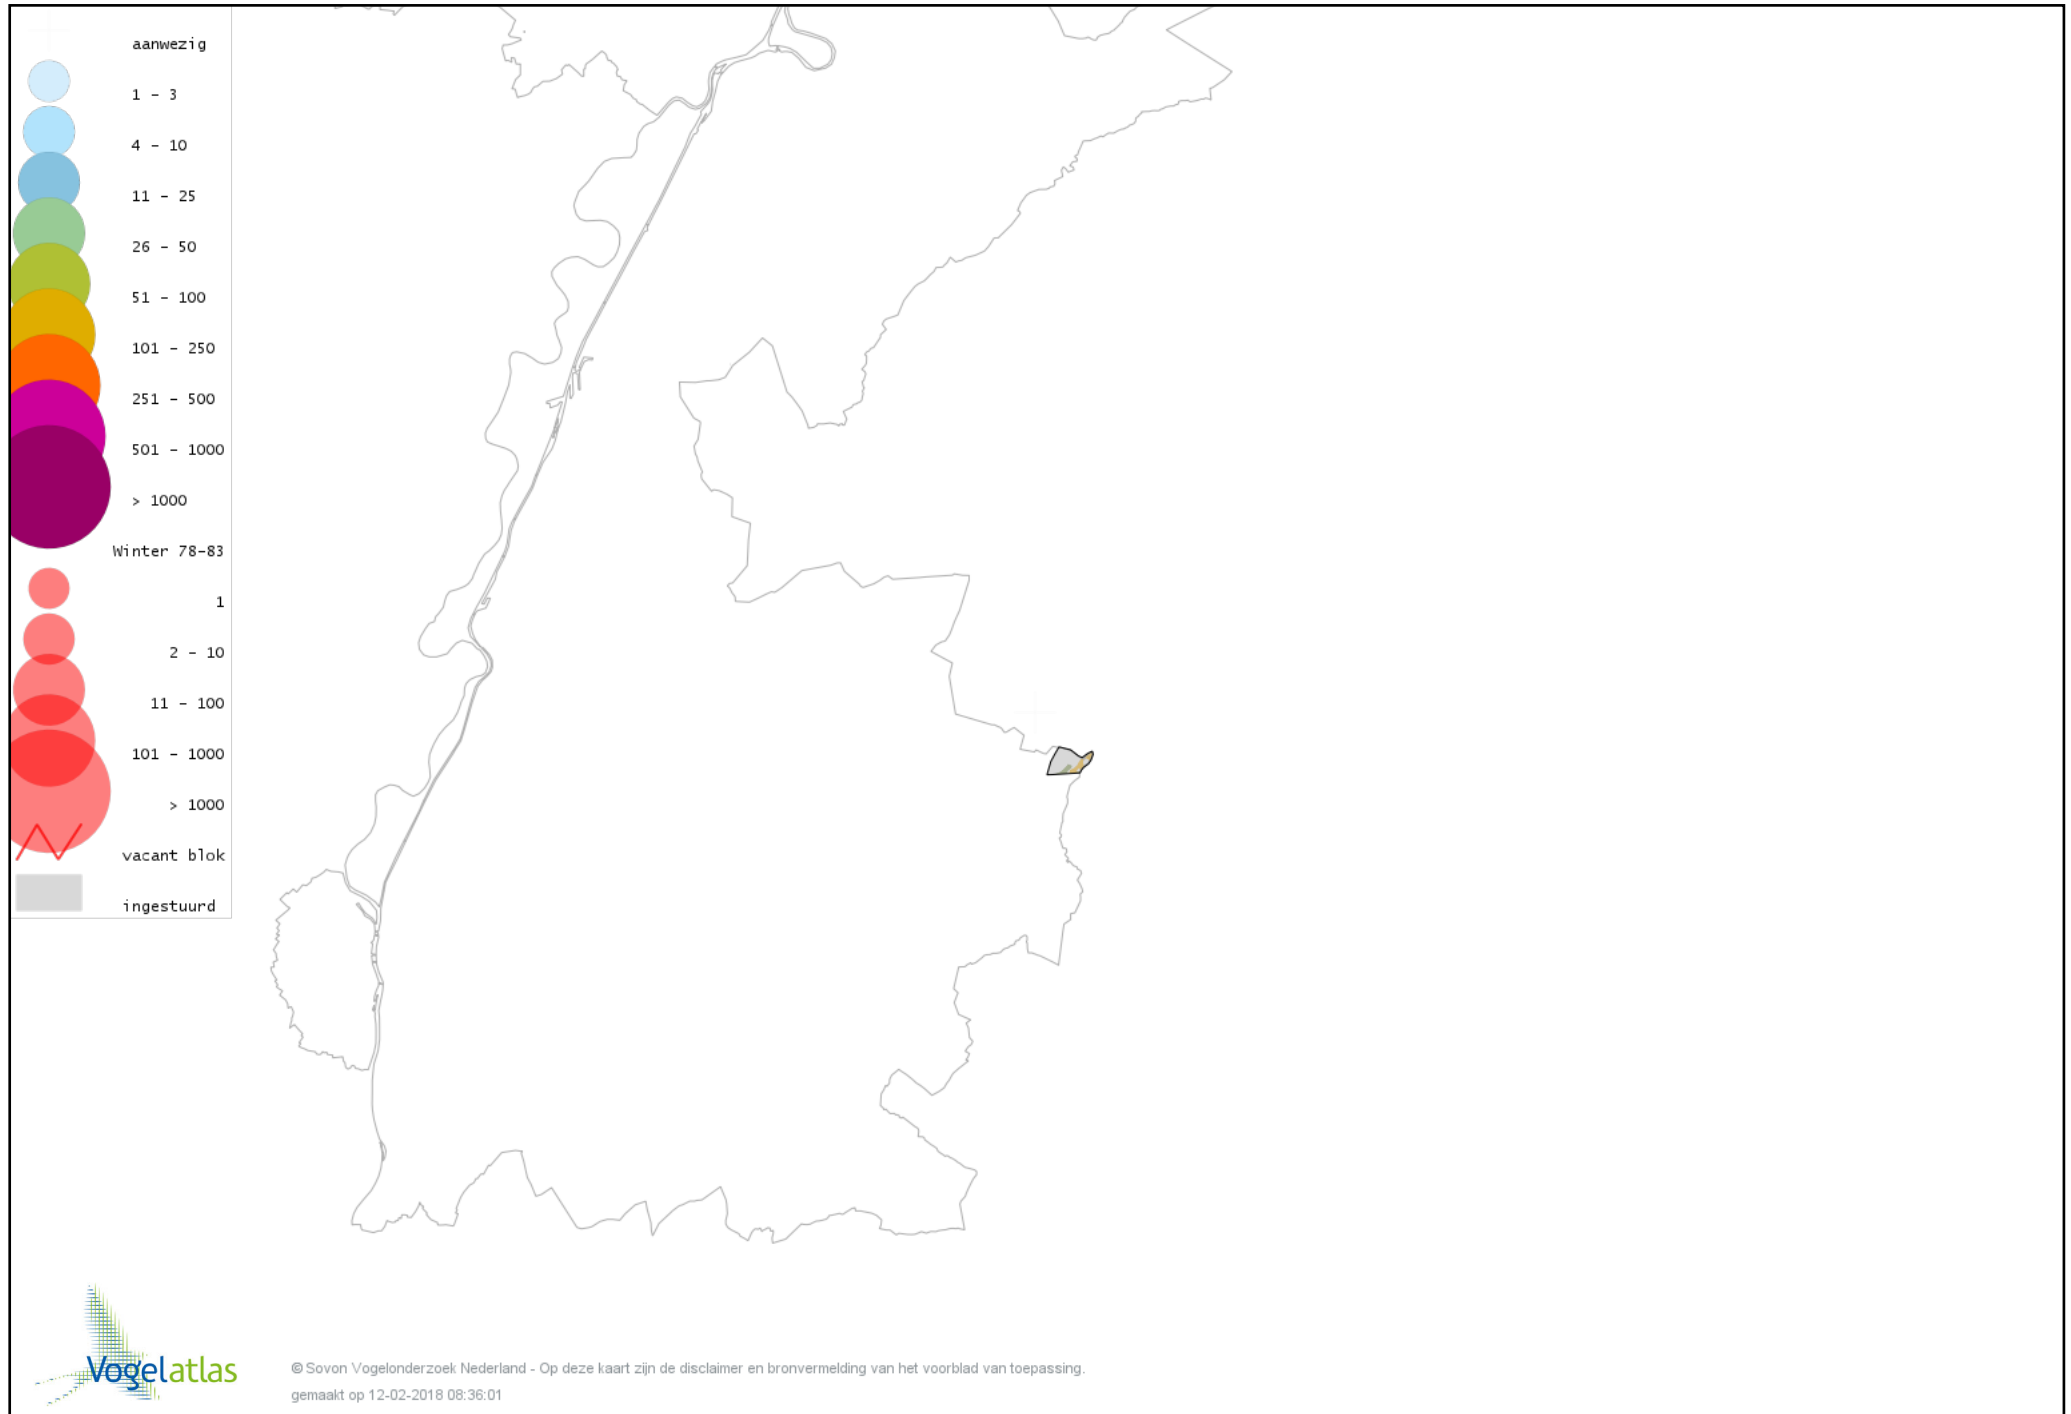 aanwezig
1 - 3
4 - 10
11 - 25
26 - 50
51 - 100
101 - 250
251 - 500
501 - 1000
> 1000
Winter 78-83
1
2 - 10
11 - 100
101 - 1000
> 1000
vacant blok
ingestuurd
Vogelatlas
© Sovon Vogelonderzoek Nederland - Op deze kaart zijn de disclaimer en bronvermelding van het voorblad van toepassing.
gemaakt op 12-02-2018 08:36:01